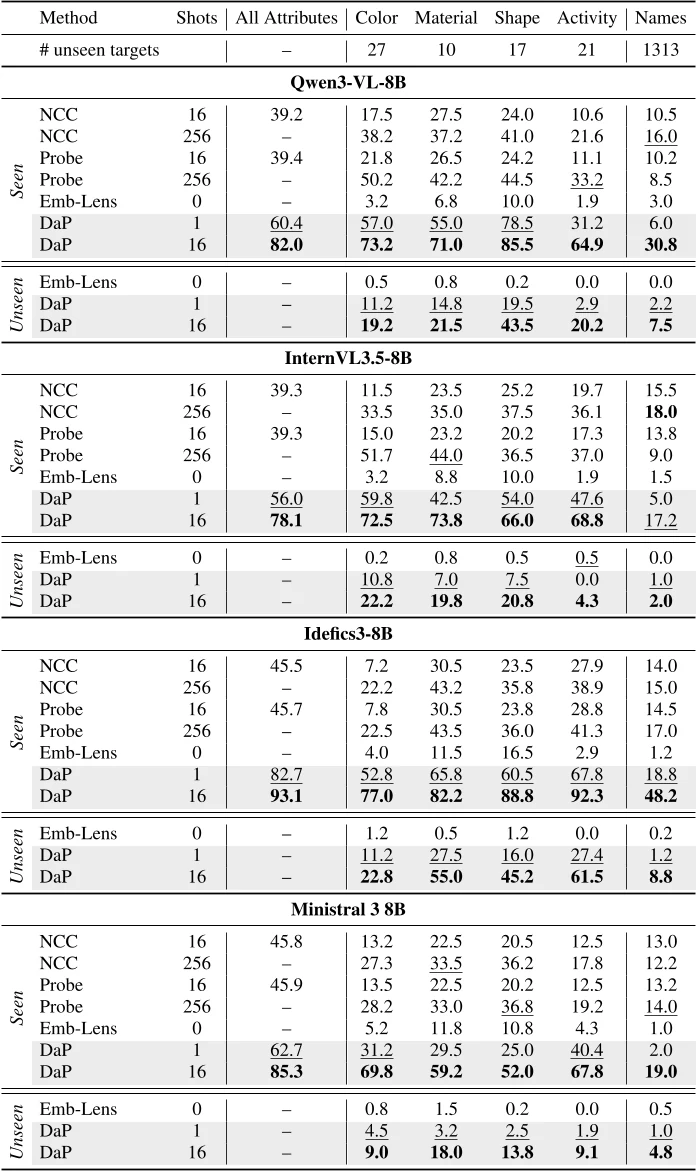 Method Shots All Attributes Color Material Shape Activity Names
# unseen targets – 27 10 17 21 1313
Qwen3-VL-8B
Seen
NCC 16 39.2 17.5 27.5 24.0 10.6 10.5
NCC 256 – 38.2 37.2 41.0 21.6 16.0
Probe 16 39.4 21.8 26.5 24.2 11.1 10.2
Probe 256 – 50.2 42.2 44.5 33.2 8.5
Emb-Lens 0 – 3.2 6.8 10.0 1.9 3.0
DaP 1 60.4 57.0 55.0 78.5 31.2 6.0
DaP 16 82.0 73.2 71.0 85.5 64.9 30.8
Unseen
Emb-Lens 0 – 0.5 0.8 0.2 0.0 0.0
DaP 1 – 11.2 14.8 19.5 2.9 2.2
DaP 16 – 19.2 21.5 43.5 20.2 7.5
InternVL3.5-8B
Seen
NCC 16 39.3 11.5 23.5 25.2 19.7 15.5
NCC 256 – 33.5 35.0 37.5 36.1 18.0
Probe 16 39.3 15.0 23.2 20.2 17.3 13.8
Probe 256 – 51.7 44.0 36.5 37.0 9.0
Emb-Lens 0 – 3.2 8.8 10.0 1.9 1.5
DaP 1 56.0 59.8 42.5 54.0 47.6 5.0
DaP 16 78.1 72.5 73.8 66.0 68.8 17.2
Unseen
Emb-Lens 0 – 0.2 0.8 0.5 0.5 0.0
DaP 1 – 10.8 7.0 7.5 0.0 1.0
DaP 16 – 22.2 19.8 20.8 4.3 2.0
Idefics3-8B
Seen
NCC 16 45.5 7.2 30.5 23.5 27.9 14.0
NCC 256 – 22.2 43.2 35.8 38.9 15.0
Probe 16 45.7 7.8 30.5 23.8 28.8 14.5
Probe 256 – 22.5 43.5 36.0 41.3 17.0
Emb-Lens 0 – 4.0 11.5 16.5 2.9 1.2
DaP 1 82.7 52.8 65.8 60.5 67.8 18.8
DaP 16 93.1 77.0 82.2 88.8 92.3 48.2
Unseen
Emb-Lens 0 – 1.2 0.5 1.2 0.0 0.2
DaP 1 – 11.2 27.5 16.0 27.4 1.2
DaP 16 – 22.8 55.0 45.2 61.5 8.8
Ministral 3 8B
Seen
NCC 16 45.8 13.2 22.5 20.5 12.5 13.0
NCC 256 – 27.3 33.5 36.2 17.8 12.2
Probe 16 45.9 13.5 22.5 20.2 12.5 13.2
Probe 256 – 28.2 33.0 36.8 19.2 14.0
Emb-Lens 0 – 5.2 11.8 10.8 4.3 1.0
DaP 1 62.7 31.2 29.5 25.0 40.4 2.0
DaP 16 85.3 69.8 59.2 52.0 67.8 19.0
Unseen
Emb-Lens 0 – 0.8 1.5 0.2 0.0 0.5
DaP 1 – 4.5 3.2 2.5 1.9 1.0
DaP 16 – 9.0 18.0 13.8 9.1 4.8